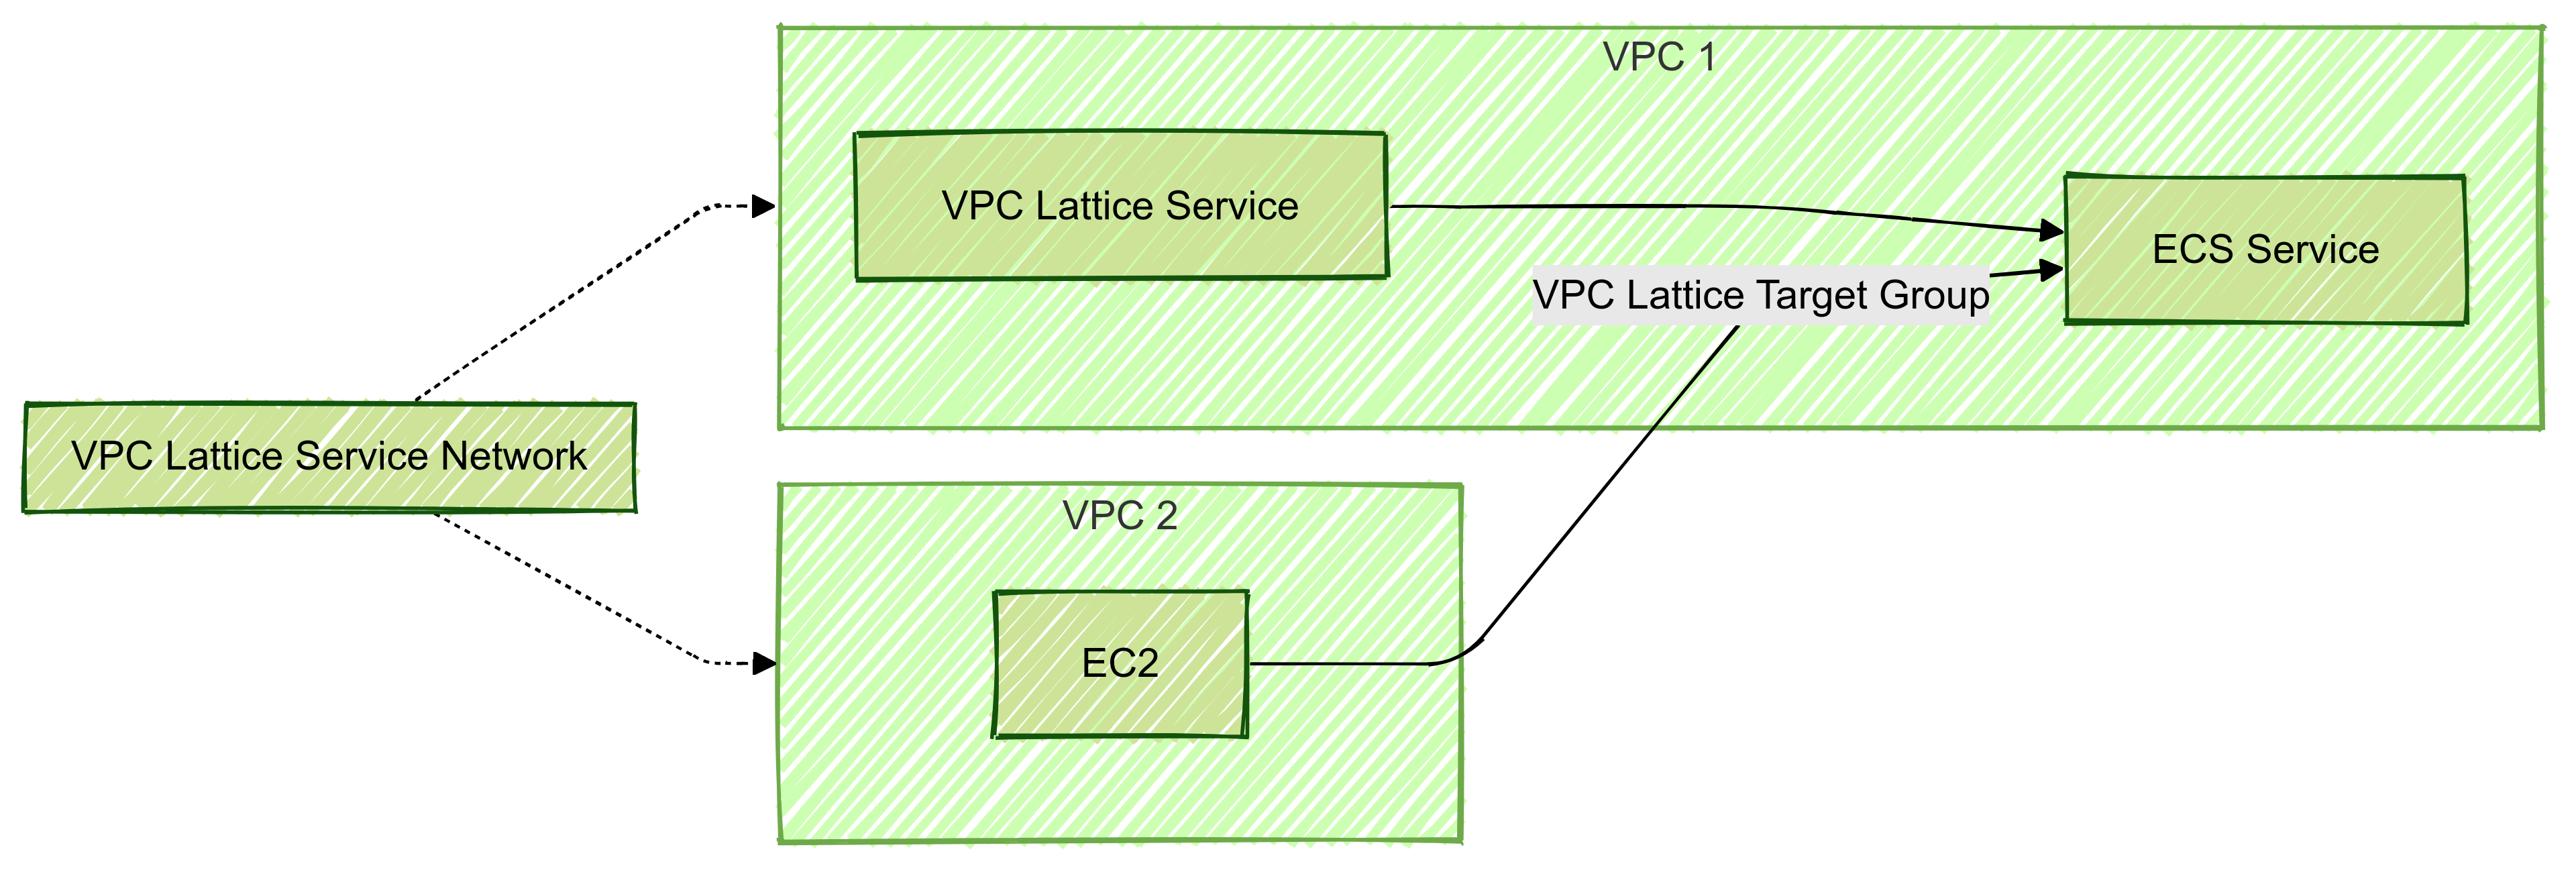 VPC 1
VPC Lattice Service
ECS Service
VPC Lattice Target Group
VPC Lattice Service Network
VPC 2
EC2